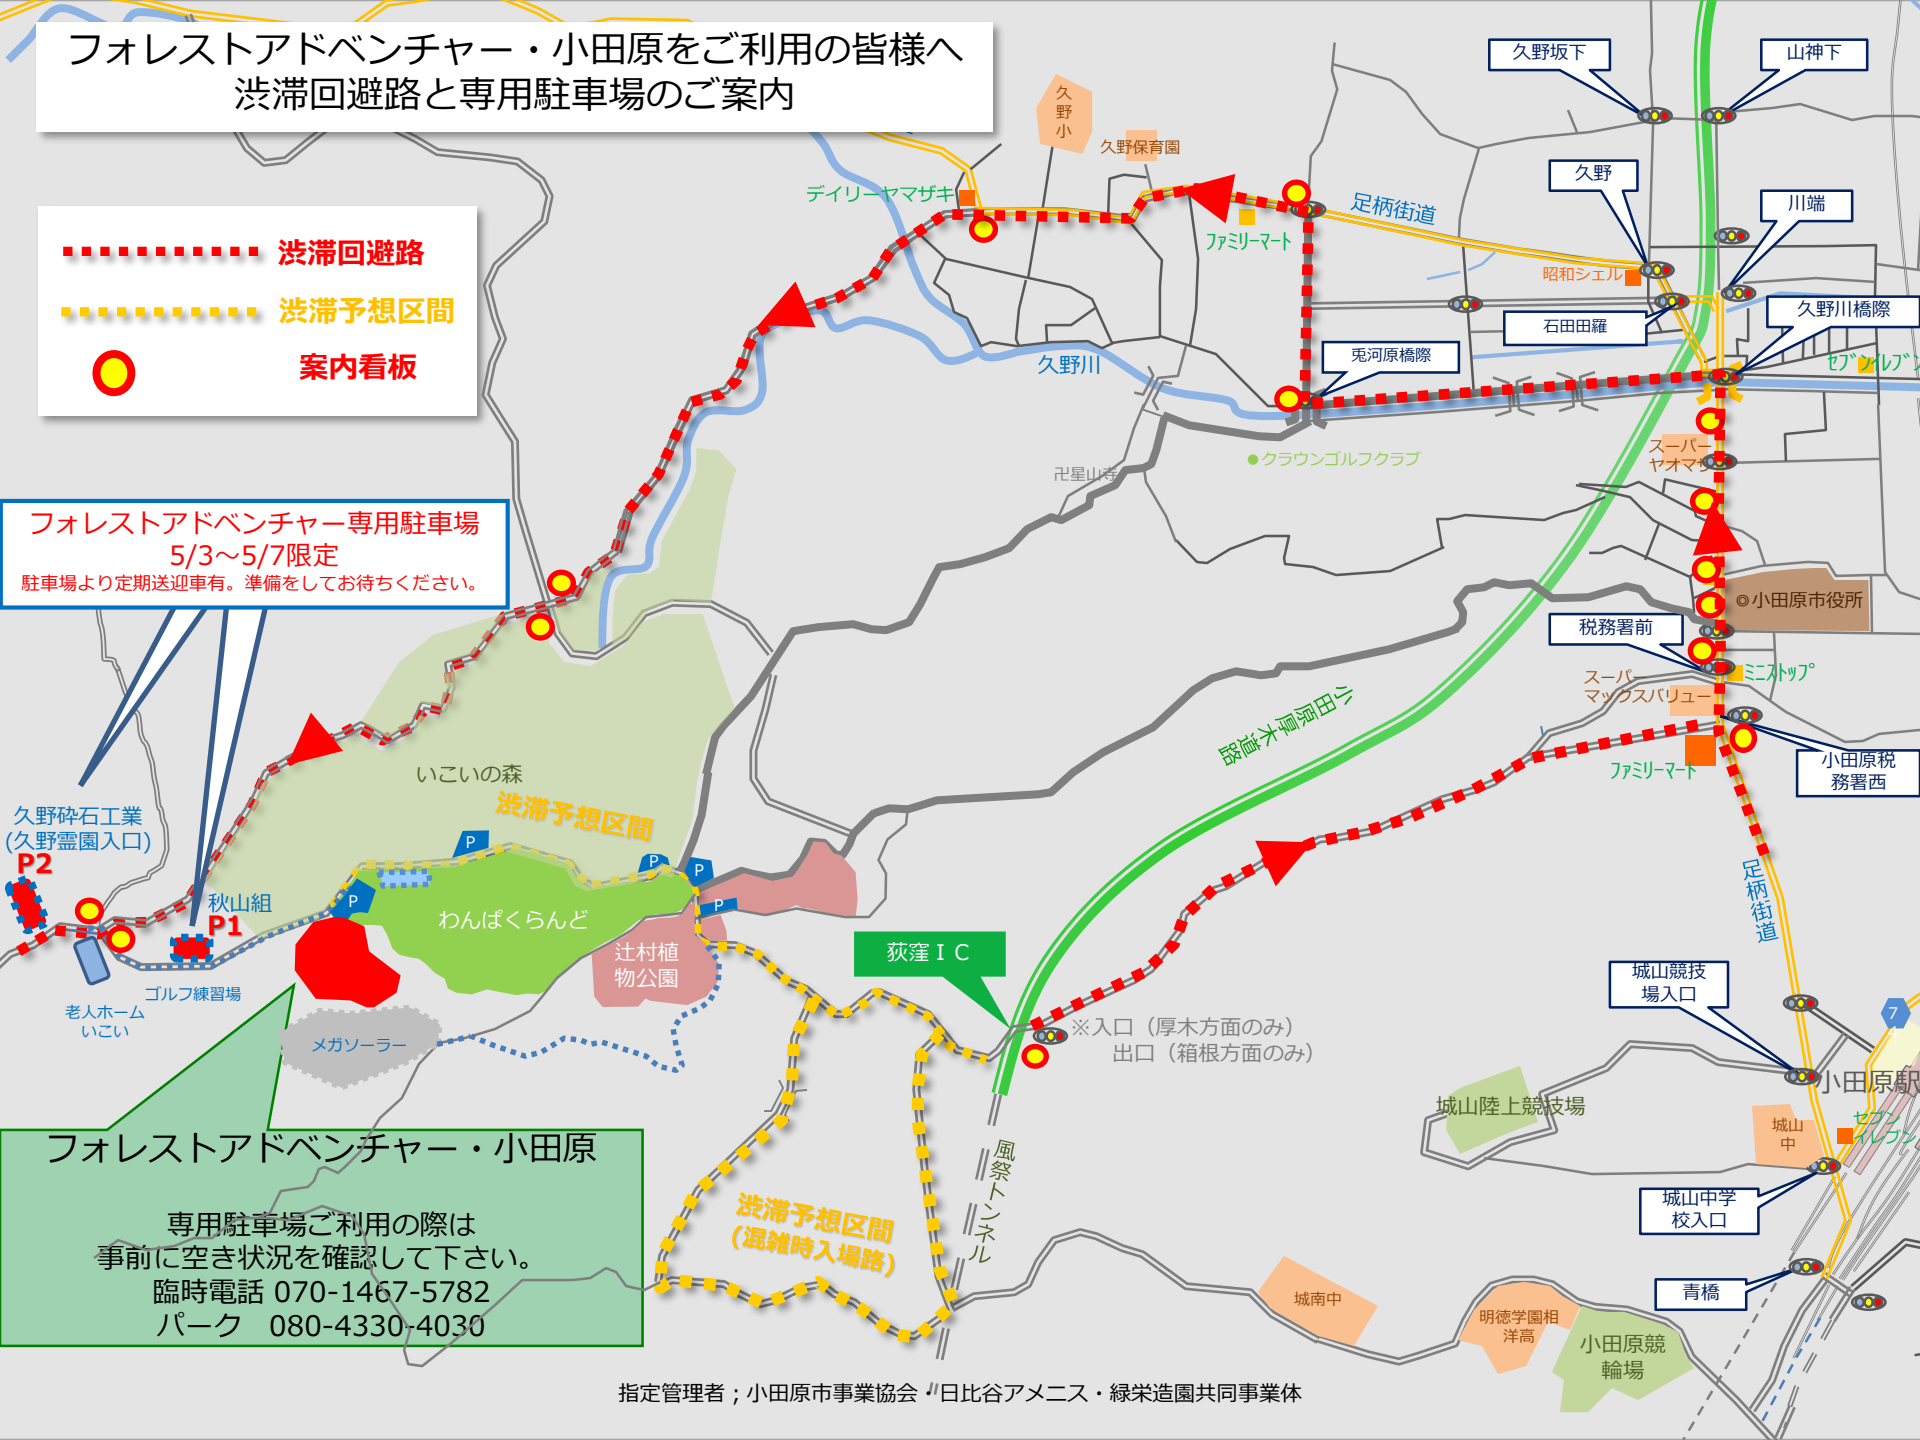 フォレストアドベンチャー・小田原をご利用の皆様へ
渋滞回避路と専用駐車場のご案内
渋滞回避路
渋滞予想区間
案内看板
フォレストアドベンチャー専用駐車場
5/3～5/7限定
駐車場より定期送迎車有。準備をしてお待ちください。
久野小
久野保育園
デイリーヤマザキ
ファミリーマート
足柄街道
久野坂下
山神下
久野
川端
昭和シェル
石田田羅
久野川橋際
セブンイレブン
兎河原橋際
久野川
クラウンゴルフクラブ
卍星山寺
スーパー
ヤオマサ
◎小田原市役所
税務署前
ミニストップ
スーパー
マックスバリュー
小田原税
務署西
ファミリーマート
小田原厚木道路
足柄街道
いこいの森
渋滞予想区間
久野砕石工業
(久野霊園入口)
P2
秋山組
P1
P
P
P
P
P
わんぱくらんど
辻村植
物公園
荻窪ＩＣ
※入口（厚木方面のみ）
出口（箱根方面のみ）
老人ホーム
いこい
ゴルフ練習場
メガソーラー
城山競技
場入口
7
小田原駅
城山陸上競技場
城山
中
セブン
イレブン
城山中学
校入口
青橋
風祭トンネル
渋滞予想区間
(混雑時入場路)
城南中
明徳学園相
洋高
小田原競
輪場
フォレストアドベンチャー・小田原
専用駐車場ご利用の際は
事前に空き状況を確認して下さい。
臨時電話 070-1467-5782
パーク　080-4330-4030
指定管理者；小田原市事業協会・日比谷アメニス・緑栄造園共同事業体